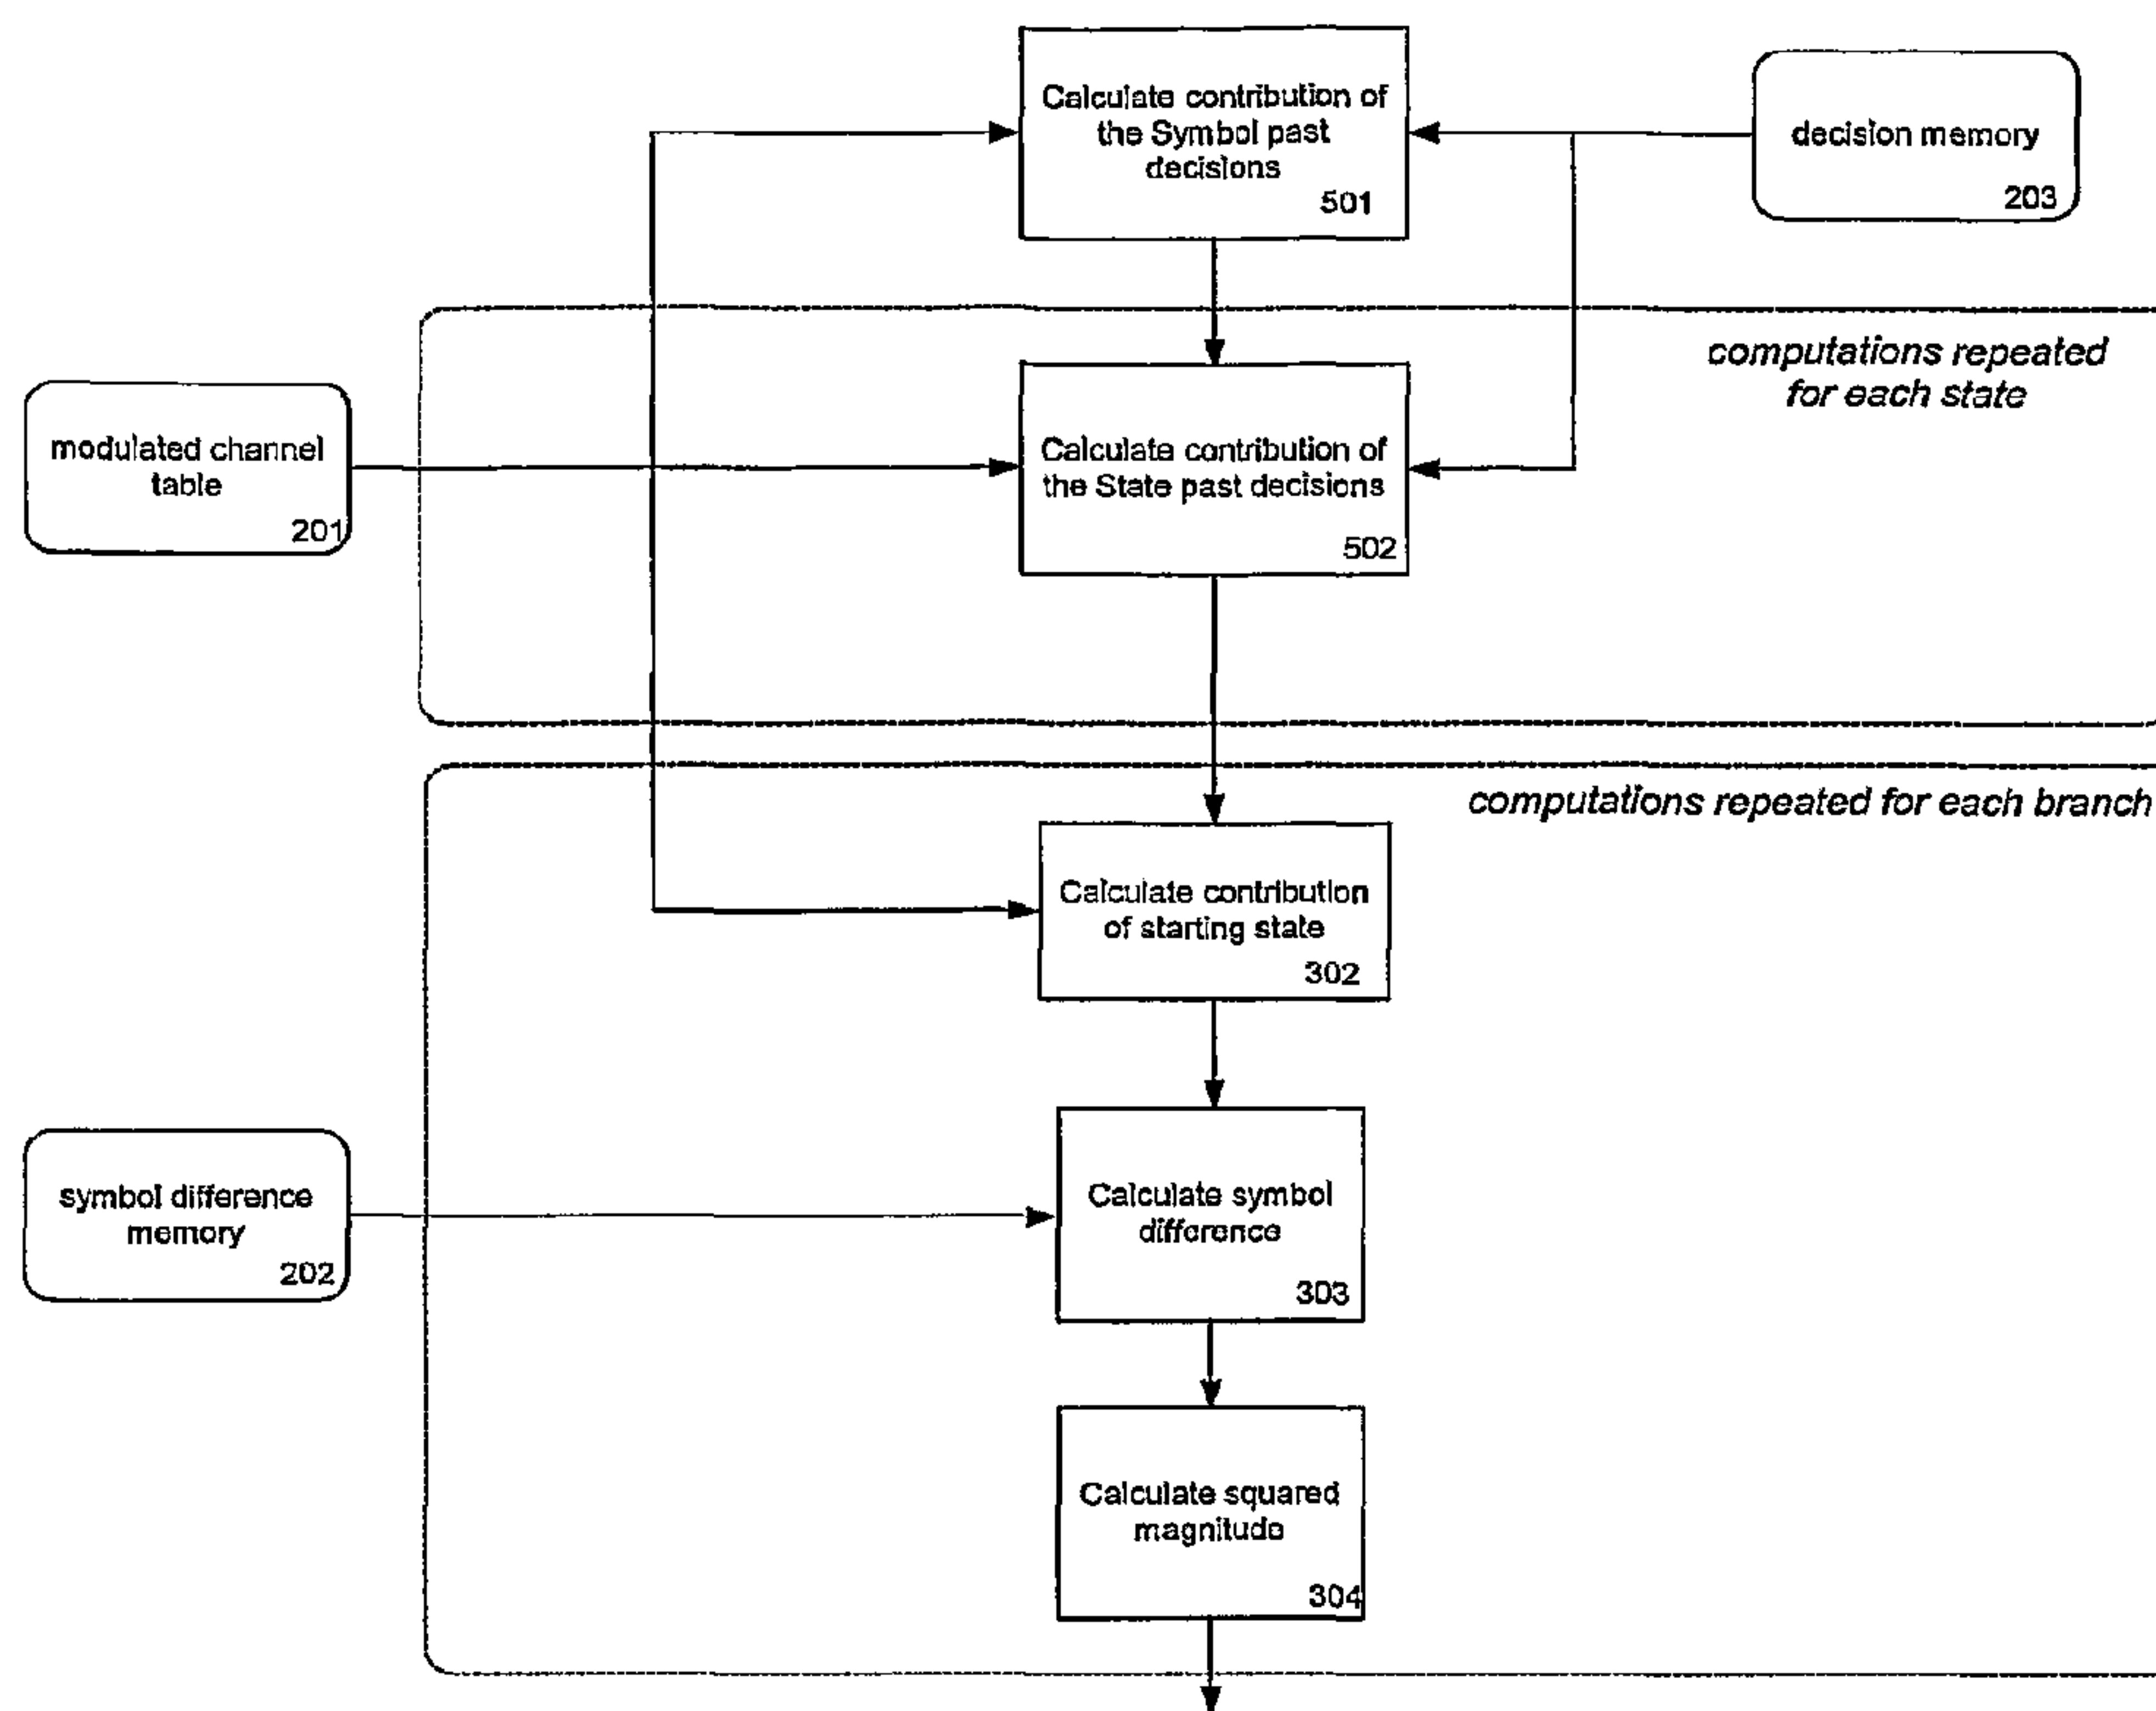 Calculate contribution of
the Symbol past
decisions
501
decision memory
203
computations repeated
for each state
modulated channel
table
201
Calculate contribution of
the State past decisions
502
computations repeated for each branch
Calculate contribution
of starting state
302
symbol difference
memory
202
Calculate symbol
difference
303
Calculate squared
magnitude
304